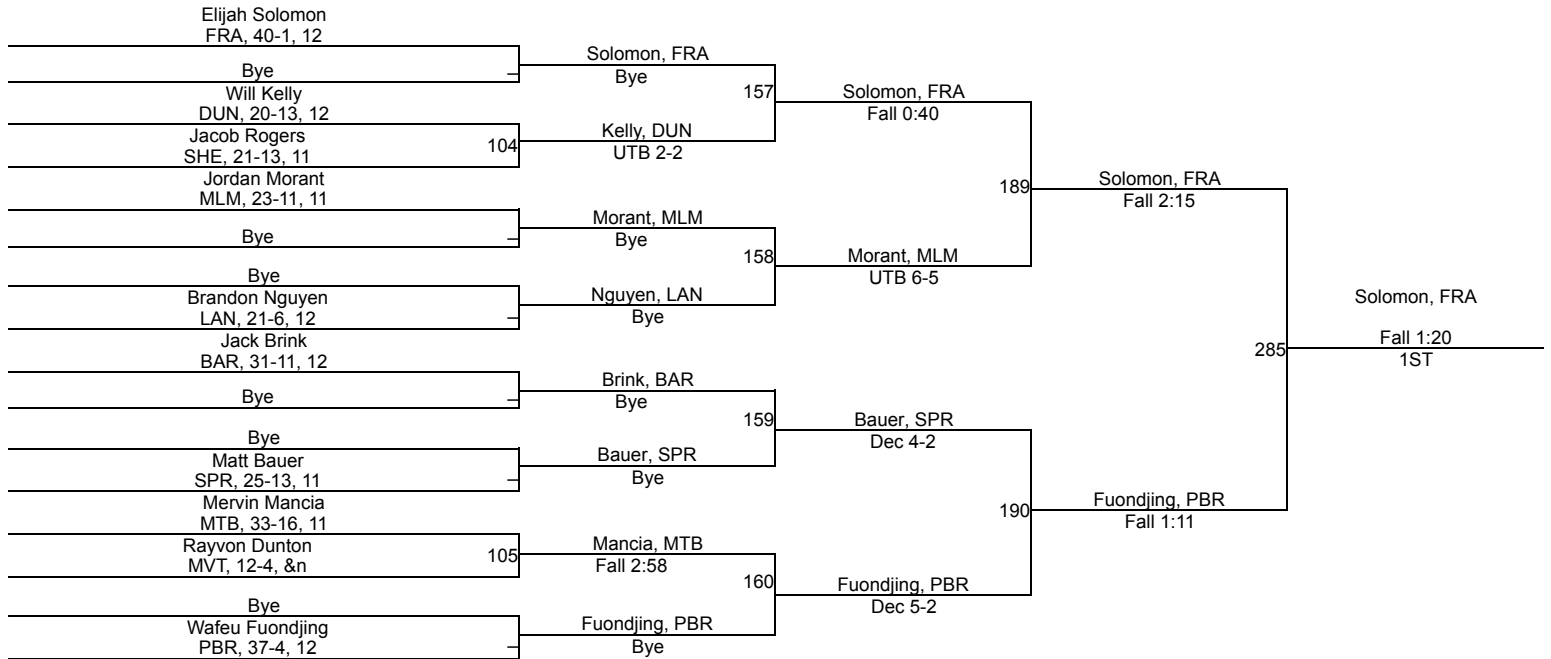 Elijah Solomon
FRA, 40-1, 12
Bye
–
Will Kelly
DUN, 20-13, 12
Jacob Rogers
SHE, 21-13, 11
104
Jordan Morant
MLM, 23-11, 11
Bye
–
Bye
Brandon Nguyen
LAN, 21-6, 12
–
Jack Brink
BAR, 31-11, 12
Bye
–
Bye
Matt Bauer
SPR, 25-13, 11
–
Mervin Mancia
MTB, 33-16, 11
Rayvon Dunton
MVT, 12-4, &n
105
Bye
Wafeu Fuondjing
PBR, 37-4, 12
–
Solomon, FRA
Bye
157
Kelly, DUN
UTB 2-2
Morant, MLM
Bye
158
Nguyen, LAN
Bye
Brink, BAR
Bye
159
Bauer, SPR
Bye
Mancia, MTB
Fall 2:58
160
Fuondjing, PBR
Bye
Solomon, FRA
Fall 0:40
189
Morant, MLM
UTB 6-5
Bauer, SPR
Dec 4-2
190
Fuondjing, PBR
Dec 5-2
Solomon, FRA
Fall 2:15
285
Fuondjing, PBR
Fall 1:11
Solomon, FRA
Fall 1:20
1ST